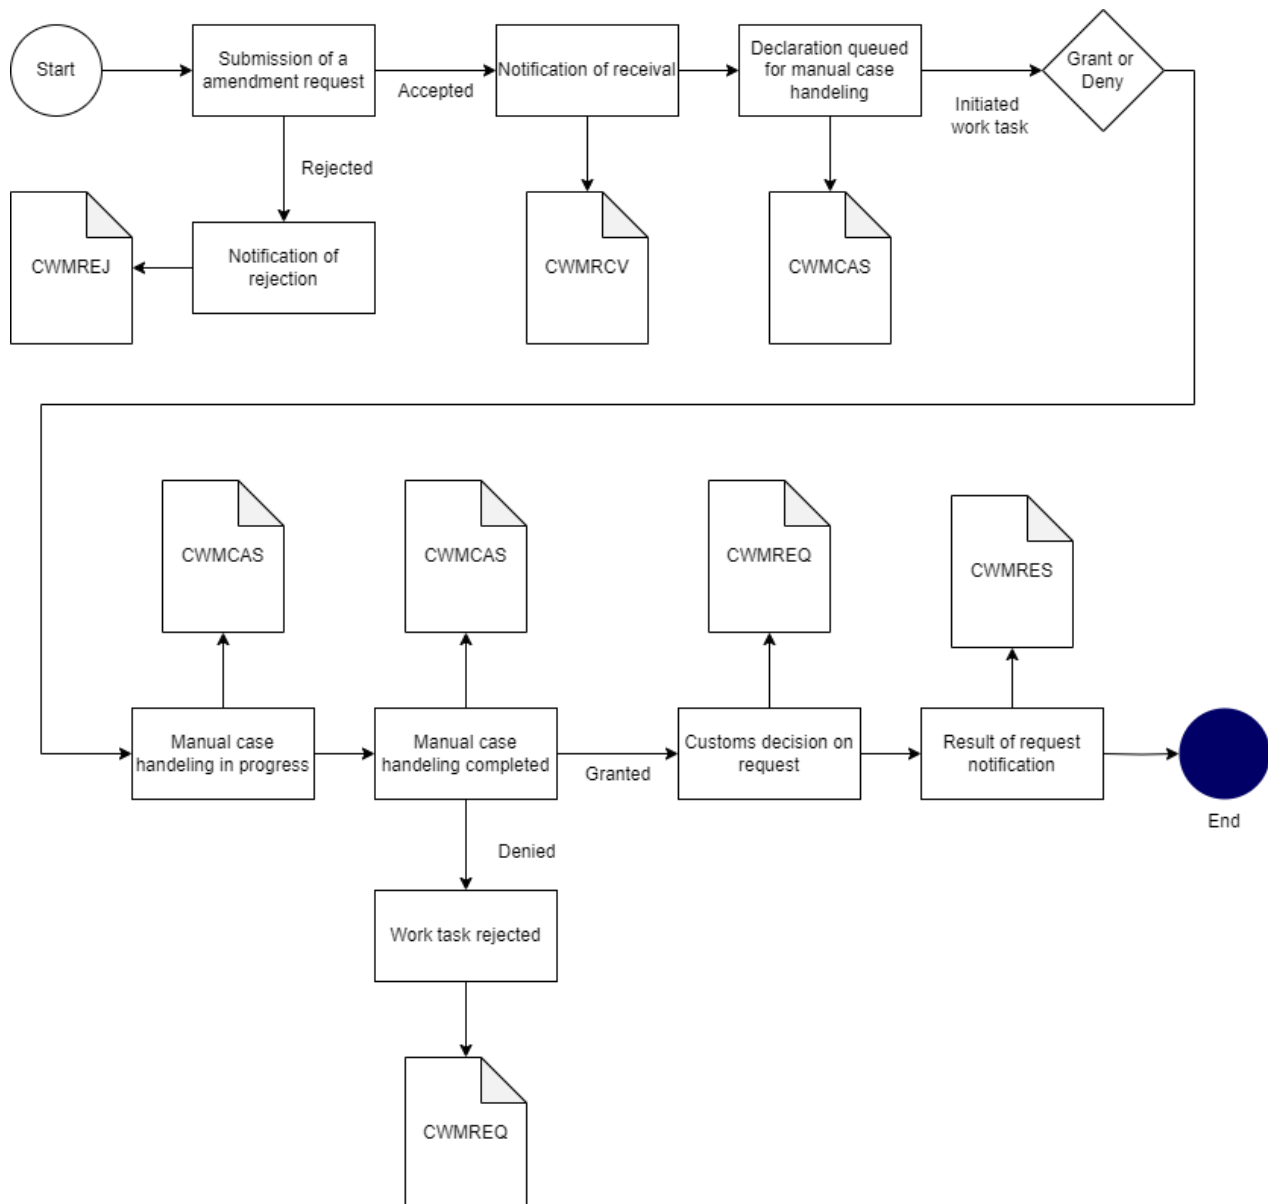 Start
Submission of a
amendment request
Accepted
Notification of receival
Declaration queued
for manual case
handeling
Initiated
work task
Grant or
Deny
Rejected
CWMREJ
Notification of
rejection
CWMRCV
CWMCAS
CWMCAS
CWMCAS
CWMREQ
CWMRES
Manual case
handeling in progress
Manual case
handeling completed
Granted
Customs decision on
request
Result of request
notification
End
Denied
Work task rejected
CWMREQ